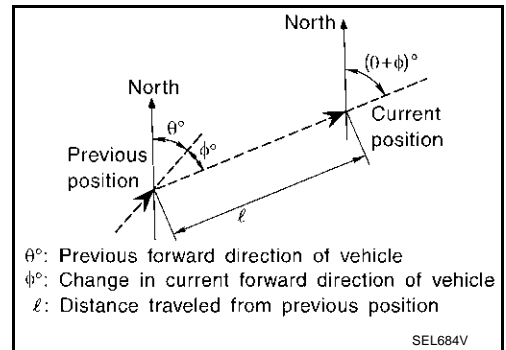 North
(θ+ϕ)°
North
θ°
ϕ°
Previous
position
Current
position
ℓ
θ°: Previous forward direction of vehicle
ϕ°: Change in current forward direction of vehicle
ℓ: Distance traveled from previous position
SEL684V